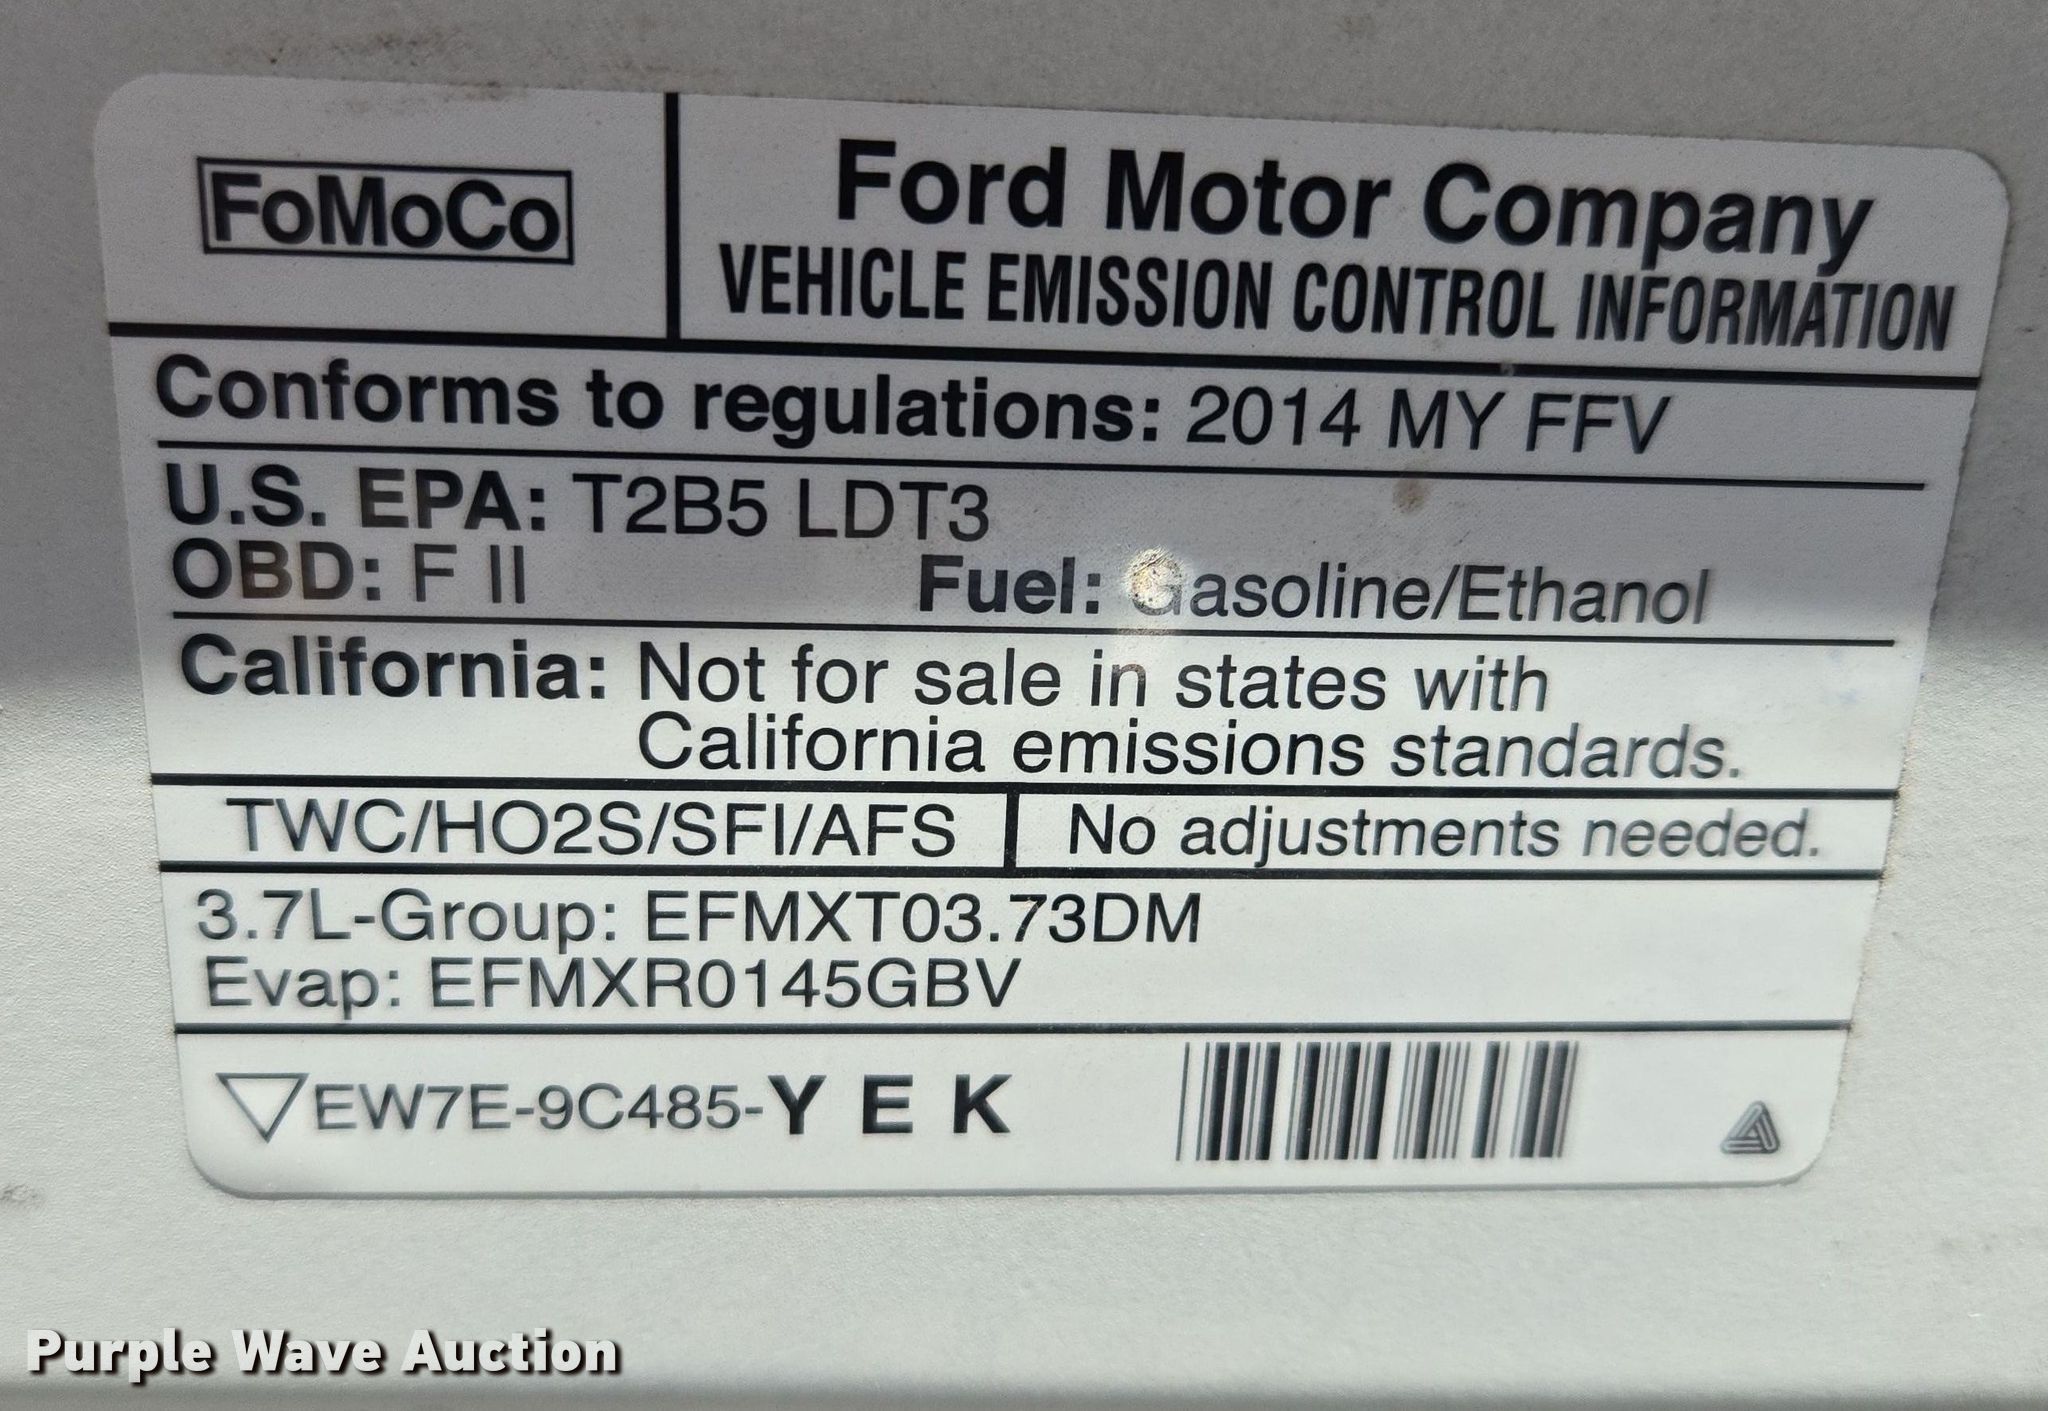 FoMoCo
Ford Motor Company
VEHICLE EMISSION CONTROL INFORMATION
Conforms to regulations: 2014 MY FFV
U.S. EPA: T2B5 LDT3
OBD: F II Fuel: Gasoline/Ethanol
California: Not for sale in states with
California emissions standards.
TWC/HO2S/SFI/AFS No adjustments needed.
3.7L-Group: EFMXT03.73DM
Evap: EFMXR0145GBV
EW7E-9C485-Y E K
Purple Wave Auction